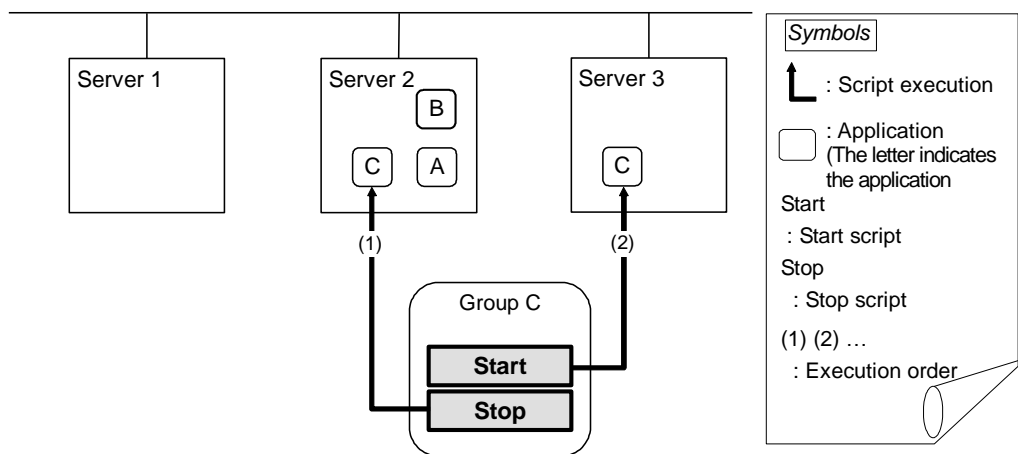 Server 1
Server 2
Server 3
B
C
A
C
(1)
(2)
Group C
Start
Stop
Symbols
: Script execution
: Application
(The letter indicates
the application
Start
: Start script
Stop
: Stop script
(1) (2) …
: Execution order